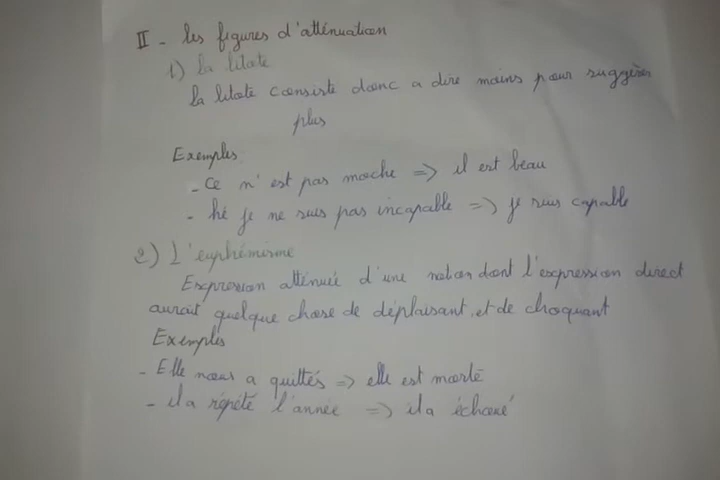 II - les figures d'atténuation
1) la litote
la litote consiste donc a dire moins pour suggérer
plus
Exemples
- ce n'est pas moche => il est beau
- hé je ne suis pas incapable => je suis capable
2) L'euphémisme
Expression atténuée d'une notion dont l'expression direct
aurait quelque chose de déplaisant et de choquant
Exemples
- Elle nous a quittés => elle est morte
- il a répété l'année => il a échoué